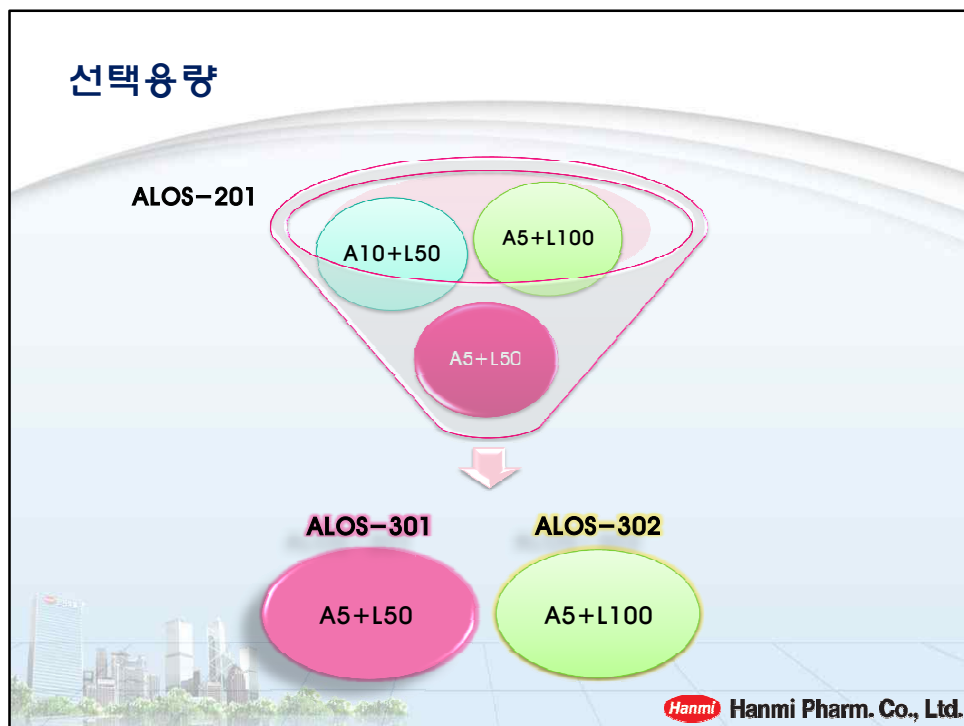 선택용량
ALOS-201
A10+L50
A5+L100
A5+L50
ALOS-301
ALOS-302
A5+L50
A5+L100
Hanmi Hanmi Pharm. Co., Ltd.